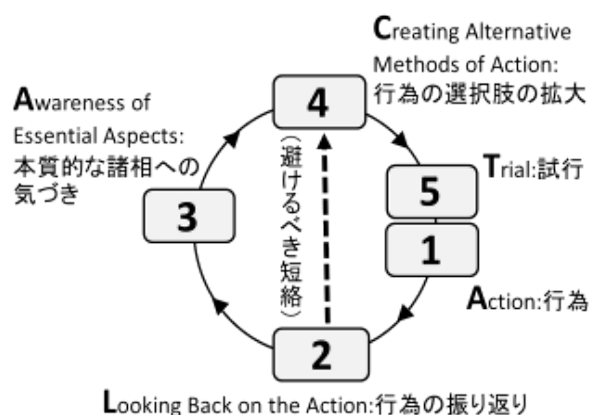 Creating Alternative
Methods of Action:
行為の選択肢の拡大
4
Awareness of
Essential Aspects:
本質的な諸相への
気づき
3
(避けるべき短絡)
5
Trial:試行
1
Action:行為
2
Looking Back on the Action:行為の振り返り